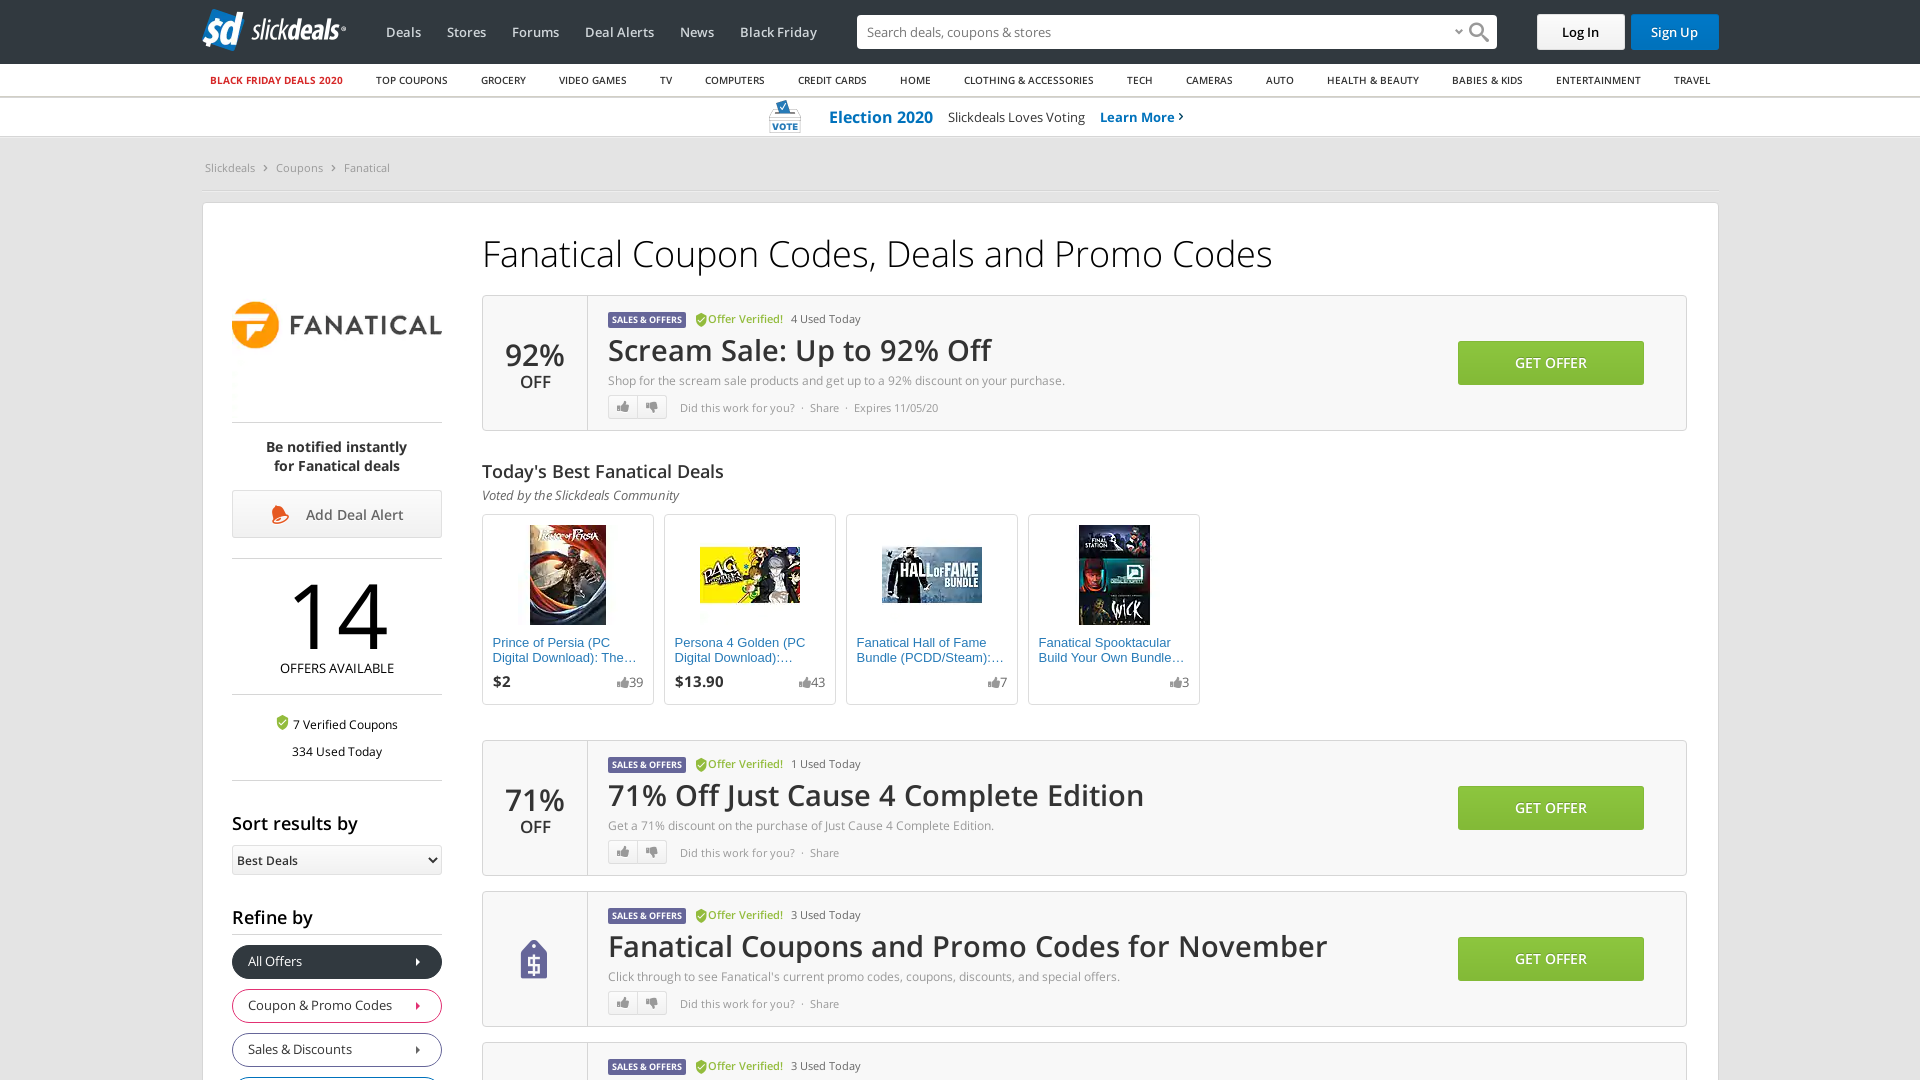 sd slickdeals
Deals
Stores
Forums
Deal Alerts
News
Black Friday
Search deals, coupons & stores
Log In
Sign Up
BLACK FRIDAY DEALS 2020
TOP COUPONS
GROCERY
VIDEO GAMES
TV
COMPUTERS
CREDIT CARDS
HOME
CLOTHING & ACCESSORIES
TECH
CAMERAS
AUTO
HEALTH & BEAUTY
BABIES & KIDS
ENTERTAINMENT
TRAVEL
VOTE
Election 2020 Slickdeals Loves Voting Learn More
Slickdeals > Coupons > Fanatical
FANATICAL
Be notified instantly
for Fanatical deals
Add Deal Alert
14
OFFERS AVAILABLE
7 Verified Coupons
334 Used Today
Sort results by
Best Deals
Refine by
All Offers
Coupon & Promo Codes
Sales & Discounts
Fanatical Coupon Codes, Deals and Promo Codes
92%
OFF
SALES & OFFERS Offer Verified! 4 Used Today
Scream Sale: Up to 92% Off
Shop for the scream sale products and get up to a 92% discount on your purchase.
Did this work for you? · Share · Expires 11/05/20
GET OFFER
Today's Best Fanatical Deals
Voted by the Slickdeals Community
Prince of Persia
Prince of Persia (PC
Digital Download): The…
$2
39
P4G
Persona 4 Golden (PC
Digital Download):…
$13.90
43
HALL OF FAME
BUNDLE
Fanatical Hall of Fame
Bundle (PCDD/Steam):…
7
FINAL
STATION
WICK
Fanatical Spooktacular
Build Your Own Bundle…
3
71%
OFF
SALES & OFFERS Offer Verified! 1 Used Today
71% Off Just Cause 4 Complete Edition
Get a 71% discount on the purchase of Just Cause 4 Complete Edition.
Did this work for you? · Share
GET OFFER
$
SALES & OFFERS Offer Verified! 3 Used Today
Fanatical Coupons and Promo Codes for November
Click through to see Fanatical's current promo codes, coupons, discounts, and special offers.
Did this work for you? · Share
GET OFFER
SALES & OFFERS Offer Verified! 3 Used Today